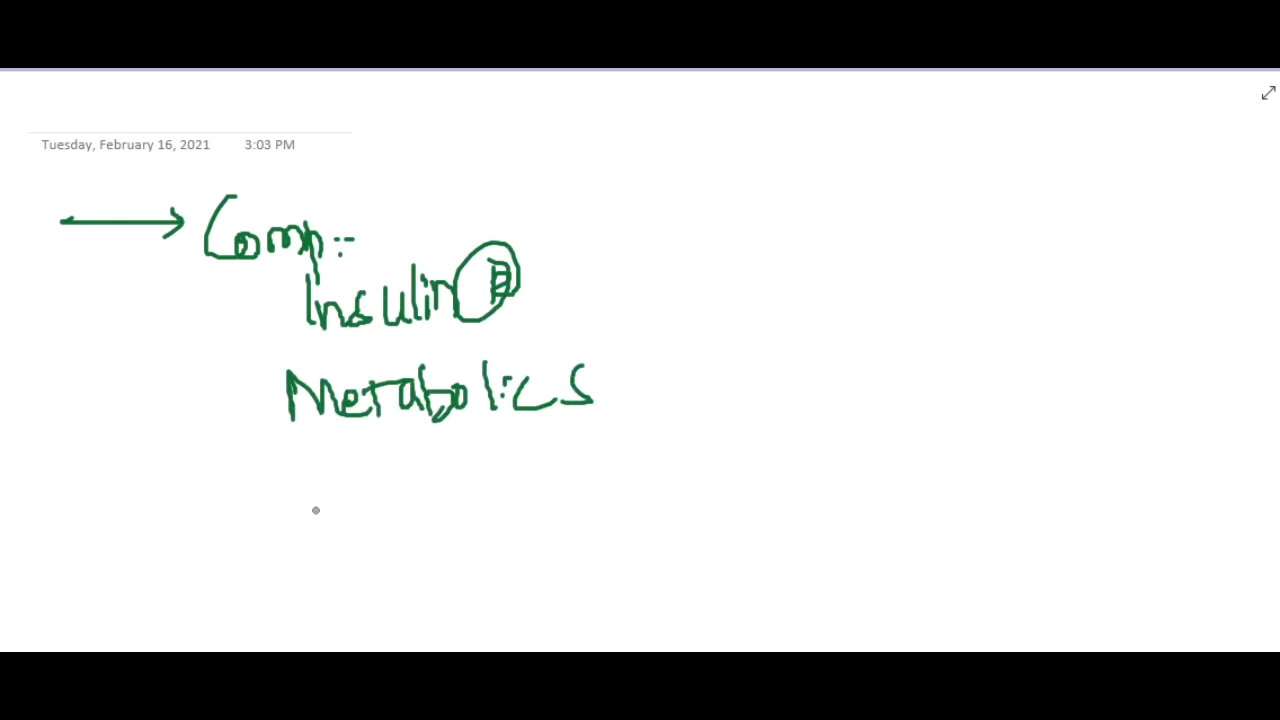 Tuesday, February 16, 2021 3:03 PM
Comp:-
Insulin R
Metabolics